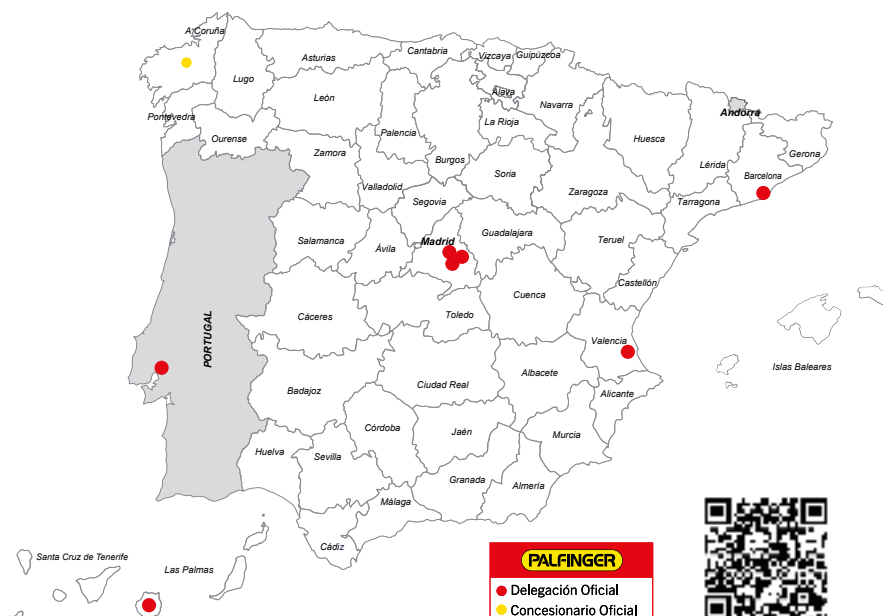 A Coruña
Asturias
Cantabria
Vizcaya
Guipúzcoa
Lugo
León
Álava
Navarra
Andorra
Pontevedra
Ourense
Palencia
La Rioja
Huesca
Gerona
Zamora
Burgos
Lérida
Barcelona
Valladolid
Soria
Zaragoza
Tarragona
Segovia
Salamanca
Ávila
Madrid
Guadalajara
Teruel
Castellón
Cuenca
Cáceres
Toledo
PORTUGAL
Valencia
Islas Baleares
Badajoz
Ciudad Real
Albacete
Alicante
Córdoba
Jaén
Murcia
Huelva
Sevilla
Granada
Almería
Málaga
Cádiz
Santa Cruz de Tenerife
Las Palmas
PALFINGER
Delegación Oficial
Concesionario Oficial